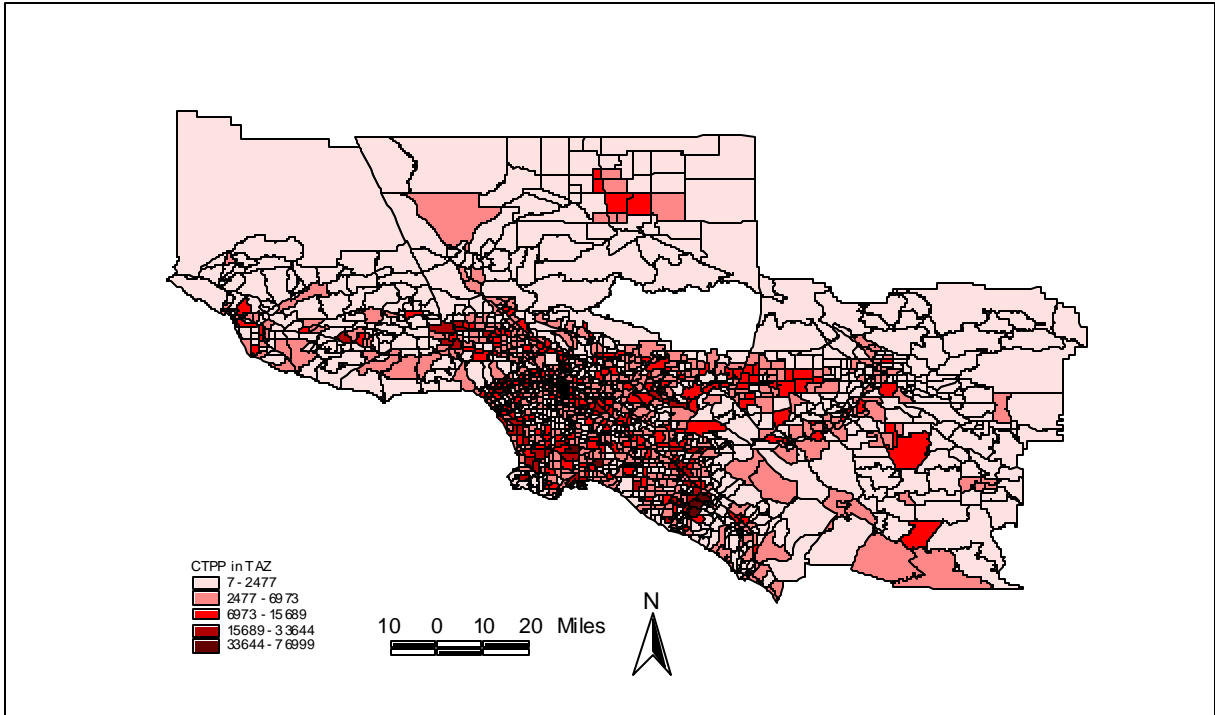 CTPP in TAZ
7 - 2477
2477 - 6973
6973 - 15689
15689 - 33644
33644 - 76999
10 0 10 20 Miles
N